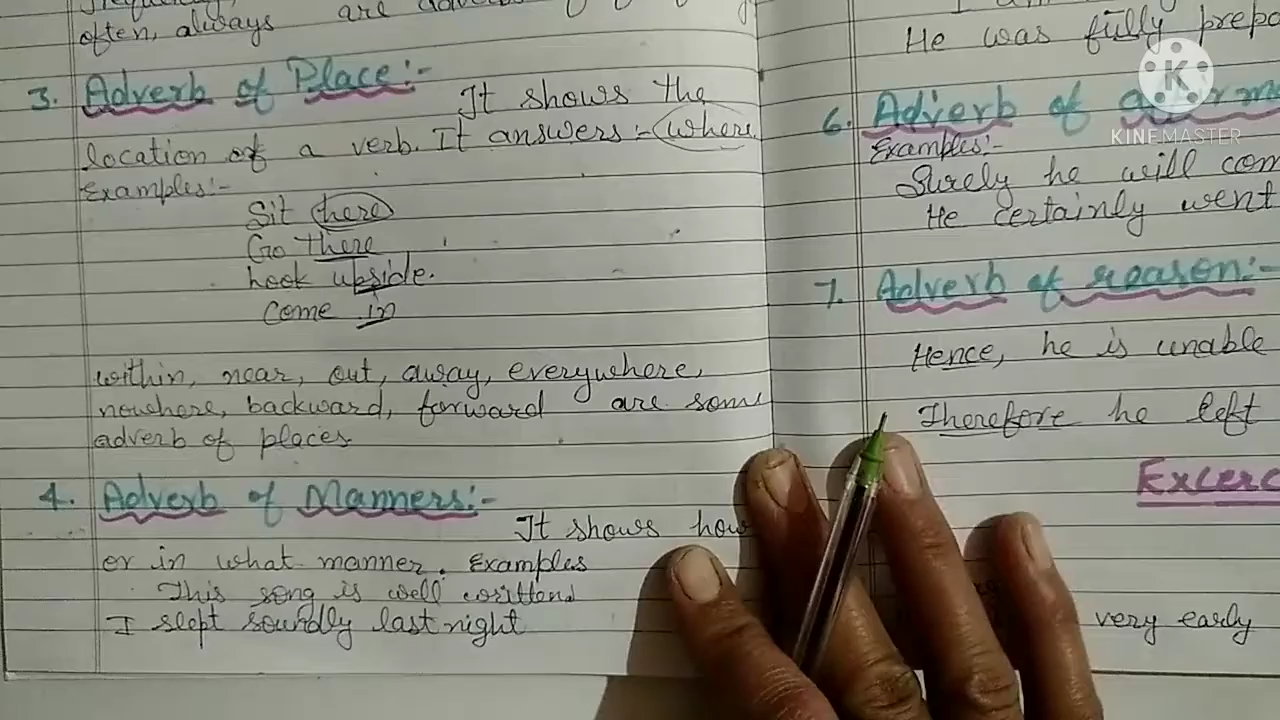 often, always are
3. Adverb of Place:- It shows the
location of a verb. It answers :- where
Examples:-
Sit here
Go there
Look upside.
Come in
within, near, out, away, everywhere,
nowhere, backward, forward are some
adverb of places.
4. Adverb of Manners:-
It shows how
or in what manner. Examples
This song is well writtend
I slept soundly last night
He was fully prepa
6. Adverb of
Examples:-
Surely he will com
He certainly went
7. Adverb of reason:-
Hence, he is unable
Therefore he left
Excerc
very early
K
KINEMASTER